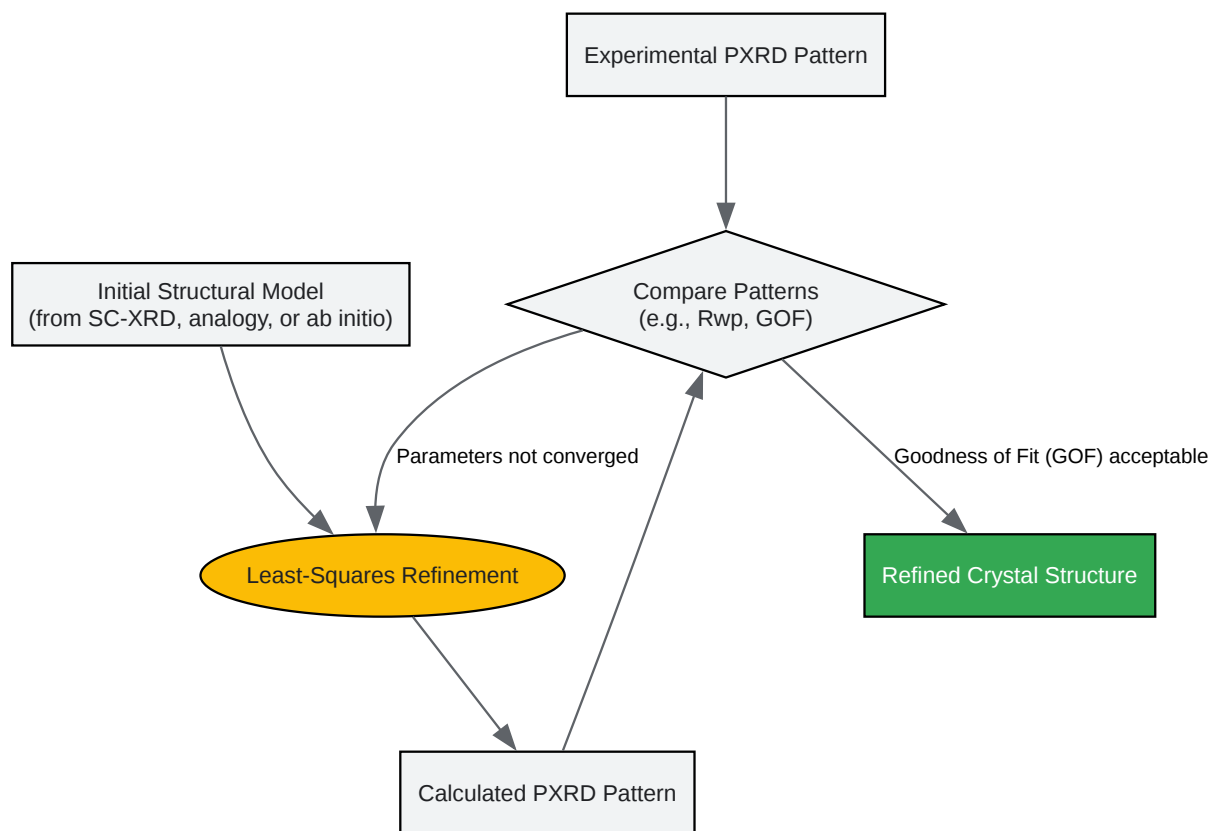 Experimental PXRD Pattern
Initial Structural Model
(from SC-XRD, analogy, or ab initio)
Compare Patterns
(e.g., Rwp, GOF)
Parameters not converged
Goodness of Fit (GOF) acceptable
Least-Squares Refinement
Refined Crystal Structure
Calculated PXRD Pattern